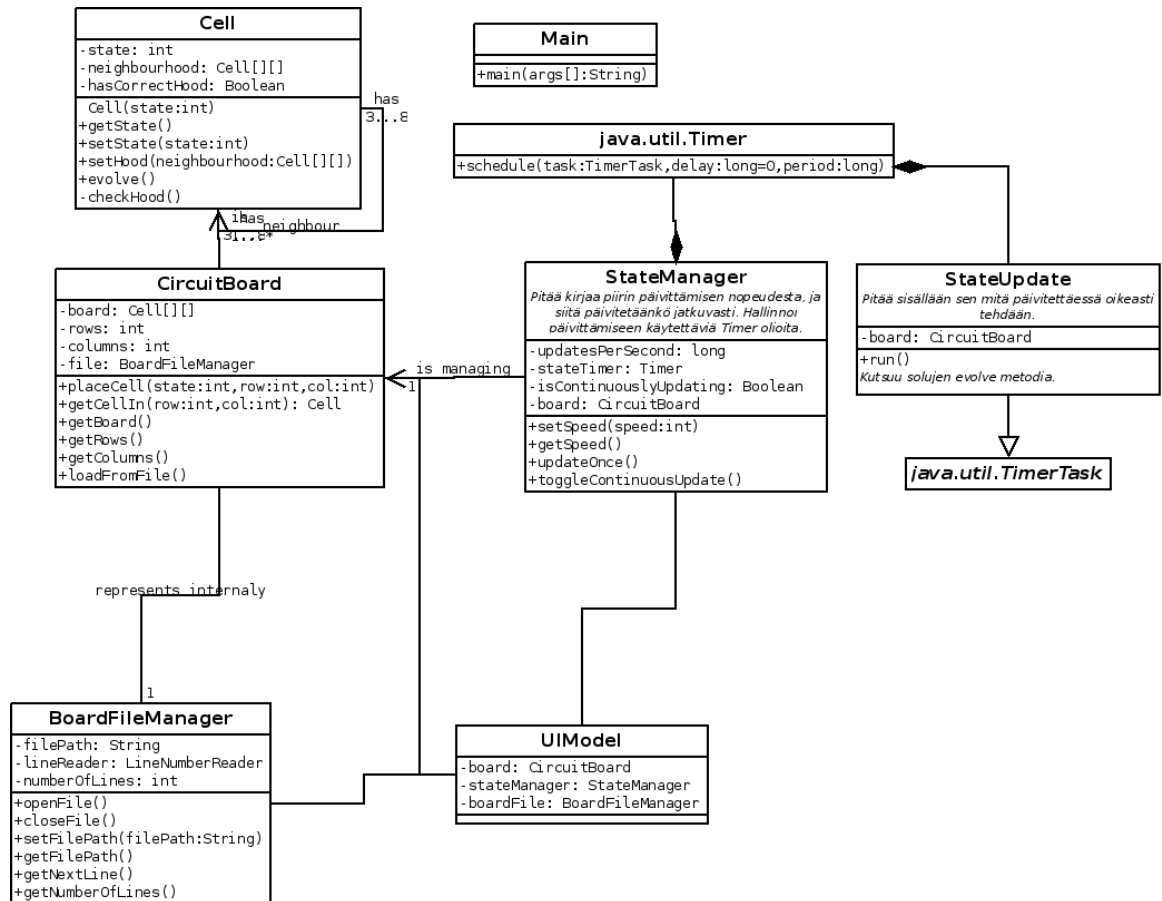 Cell
-state: int
-neighbourhood: Cell[][]
-hasCorrectHood: Boolean
Cell(state:int)
+getState()
+setState(state:int)
+setHood(neighbourhood:Cell[][])
+evolve()
-checkHood()
has
3...8
has
neighbour
Main
+main(args[]:String)
java.util.Timer
+schedule(task:TimerTask,delay:long=0,period:long)
CircuitBoard
-board: Cell[][]
-rows: int
-columns: int
-file: BoardFileManager
+placeCell(state:int,row:int,col:int)
+getCellIn(row:int,col:int): Cell
+getBoard()
+getRows()
+getColumns()
+loadFromFile()
is managing
1
StateManager
Pitää kirjaa piirin päivittämisen nopeudesta, ja
siitä päivitetäänkö jatkuvasti. Hallinnoi
päivittämiseen käytettäviä Timer olioita.
-updatesPerSecond: long
-stateTimer: Timer
-isContinuouslyUpdating: Boolean
-board: CircuitBoard
+setSpeed(speed:int)
+getSpeed()
+updateOnce()
+toggleContinuousUpdate()
StateUpdate
Pitää sisällään sen mitä päivitettäessä oikeasti
tehdään.
-board: CircuitBoard
+run()
Kutsuu solujen evolve metodia.
java.util.TimerTask
represents internaly
1
BoardFileManager
-filePath: String
-lineReader: LineNumberReader
-numberOfLines: int
+openFile()
+closeFile()
+setFilePath(filePath:String)
+getFilePath()
+getNextLine()
+getNumberOfLines()
UIModel
-board: CircuitBoard
-stateManager: StateManager
-boardFile: BoardFileManager